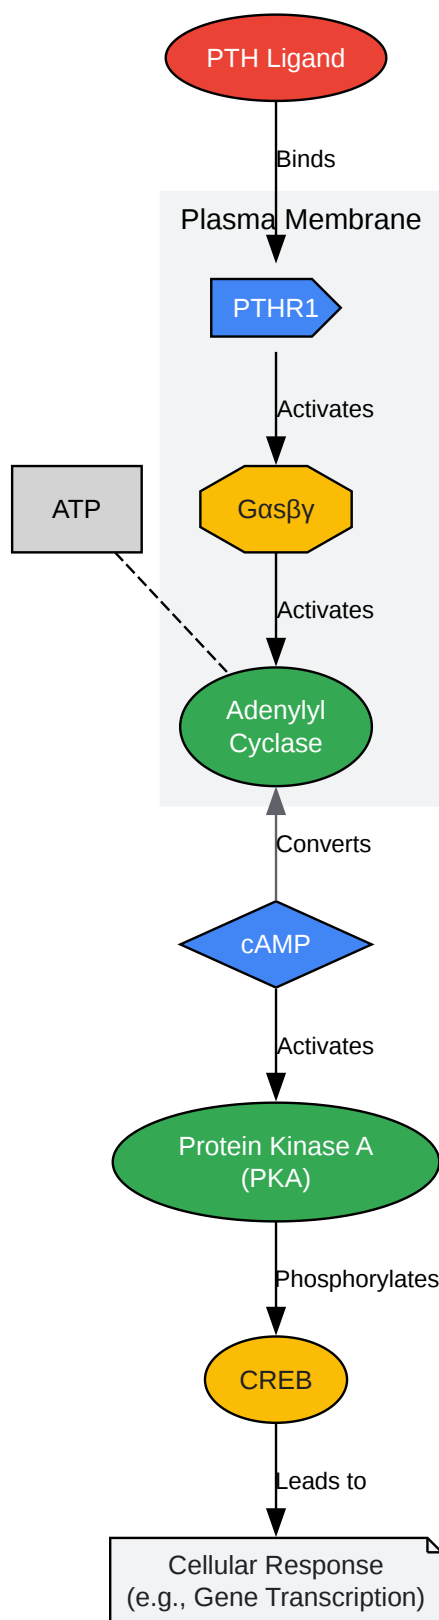 PTH Ligand
Binds
Plasma Membrane
PTHR1
Activates
ATP
Gαsβγ
Activates
Adenylyl
Cyclase
Converts
cAMP
Activates
Protein Kinase A
(PKA)
Phosphorylates
CREB
Leads to
Cellular Response
(e.g., Gene Transcription)